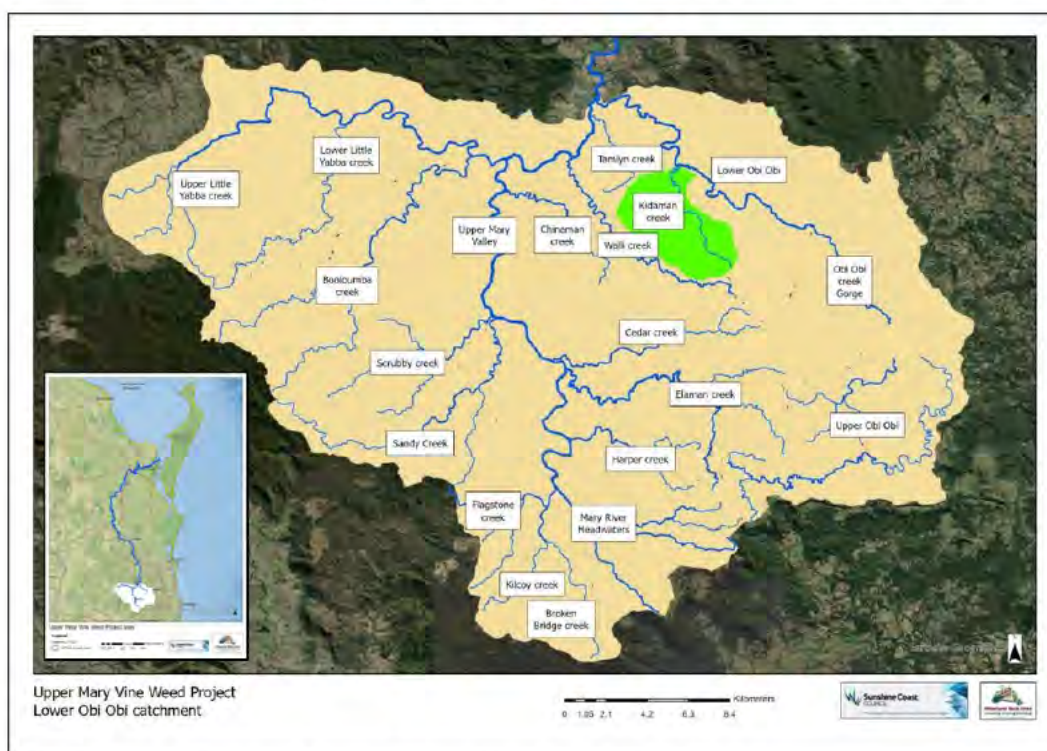 Tamlyn creek
Lower Obi Obi
Lower Little
Yabba creek
Upper Little
Yabba creek
Kidaman
creek
Upper Mary
Valley
Chinaman
creek
Walli creek
Booloumba
creek
Obi Obi
creek
Gorge
Cedar creek
Scrubby creek
Elaman creek
Sandy Creek
Upper Obi Obi
Harper creek
Flagstone
creek
Mary River
Headwaters
Kilcoy creek
Broken
Bridge creek
N
Upper Mary Vine Weed Project
Lower Obi Obi catchment
Kilometers
0 1.05 2.1 4.2 6.3 8.4
Sunshine Coast
COUNCIL